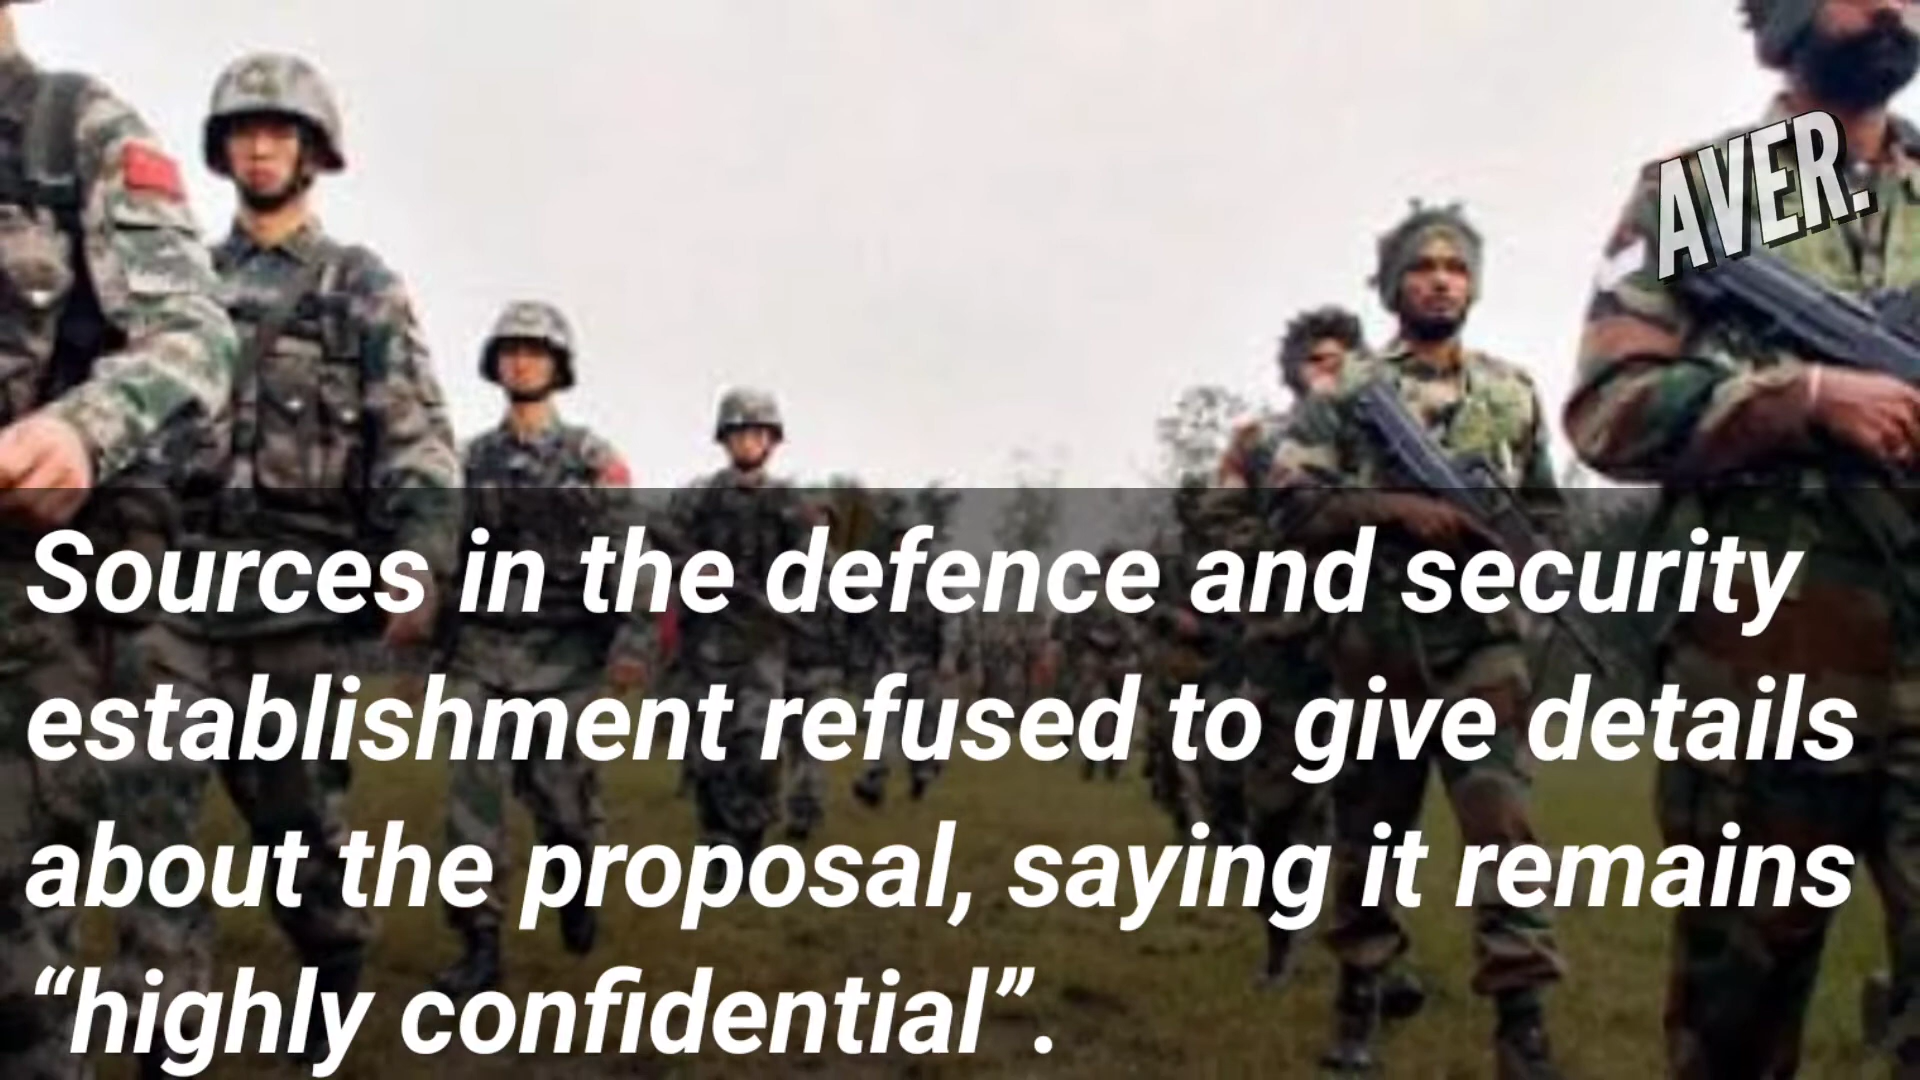 AVER.
Sources in the defence and security
establishment refused to give details
about the proposal, saying it remains
“highly confidential”.